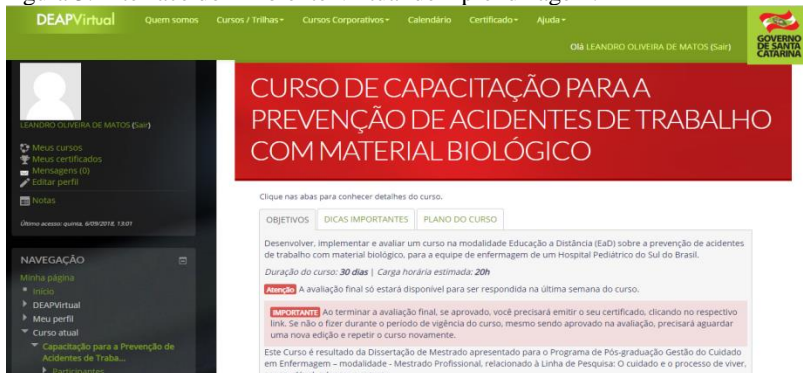 DEAPVirtual Quem somos Cursos / Trilhas Cursos Corporativos Calendário Certificado Ajuda
Olá LEANDRO OLIVEIRA DE MATOS (Sair)
GOVERNO
DE SANTA
CATARINA
LEANDRO OLIVEIRA DE MATOS (Sair)
Meus cursos
Meus certificados
Mensagens (0)
Editar perfil
Notas
Último acesso: quinta, 6/09/2018, 13:01
NAVEGAÇÃO
Minha página
Início
DEAPVirtual
Meu perfil
Curso atual
Capacitação para a Prevenção de
Acidentes de Traba...
Participantes
CURSO DE CAPACITAÇÃO PARA A
PREVENÇÃO DE ACIDENTES DE TRABALHO
COM MATERIAL BIOLÓGICO
Clique nas abas para conhecer detalhes do curso.
OBJETIVOS DICAS IMPORTANTES PLANO DO CURSO
Desenvolver, implementar e avaliar um curso na modalidade Educação a Distância (EaD) sobre a prevenção de acidentes
de trabalho com material biológico, para a equipe de enfermagem de um Hospital Pediátrico do Sul do Brasil.
Duração do curso: 30 dias | Carga horária estimada: 20h
Atenção A avaliação final só estará disponível para ser respondida na última semana do curso.
IMPORTANTE Ao terminar a avaliação final, se aprovado, você precisará emitir o seu certificado, clicando no respectivo
link. Se não o fizer durante o período de vigência do curso, mesmo sendo aprovado na avaliação, precisará aguardar
uma nova edição e repetir o curso novamente.
Este Curso é resultado da Dissertação de Mestrado apresentado para o Programa de Pós-graduação Gestão do Cuidado
em Enfermagem – modalidade - Mestrado Profissional, relacionado à Linha de Pesquisa: O cuidado e o processo de viver,